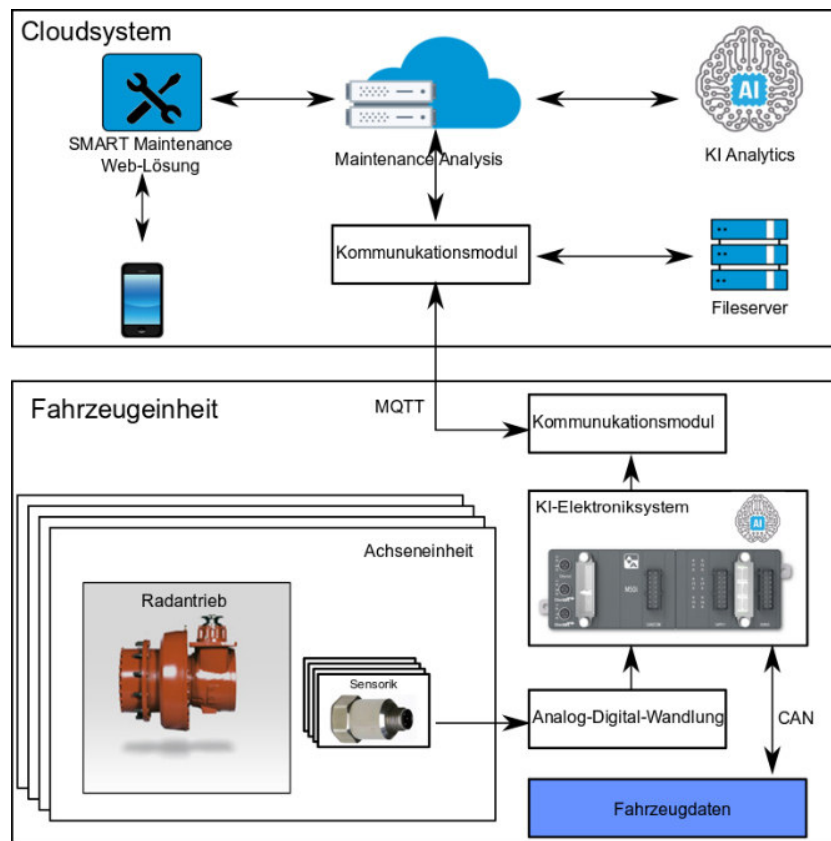 Cloudsystem
SMART Maintenance
Web-Lösung
Maintenance Analysis
AI
KI Analytics
Kommunukationsmodul
Fileserver
Fahrzeugeinheit
MQTT
Kommunukationsmodul
KI-Elektroniksystem
AI
Achseneinheit
Radantrieb
Sensorik
Analog-Digital-Wandlung
CAN
Fahrzeugdaten